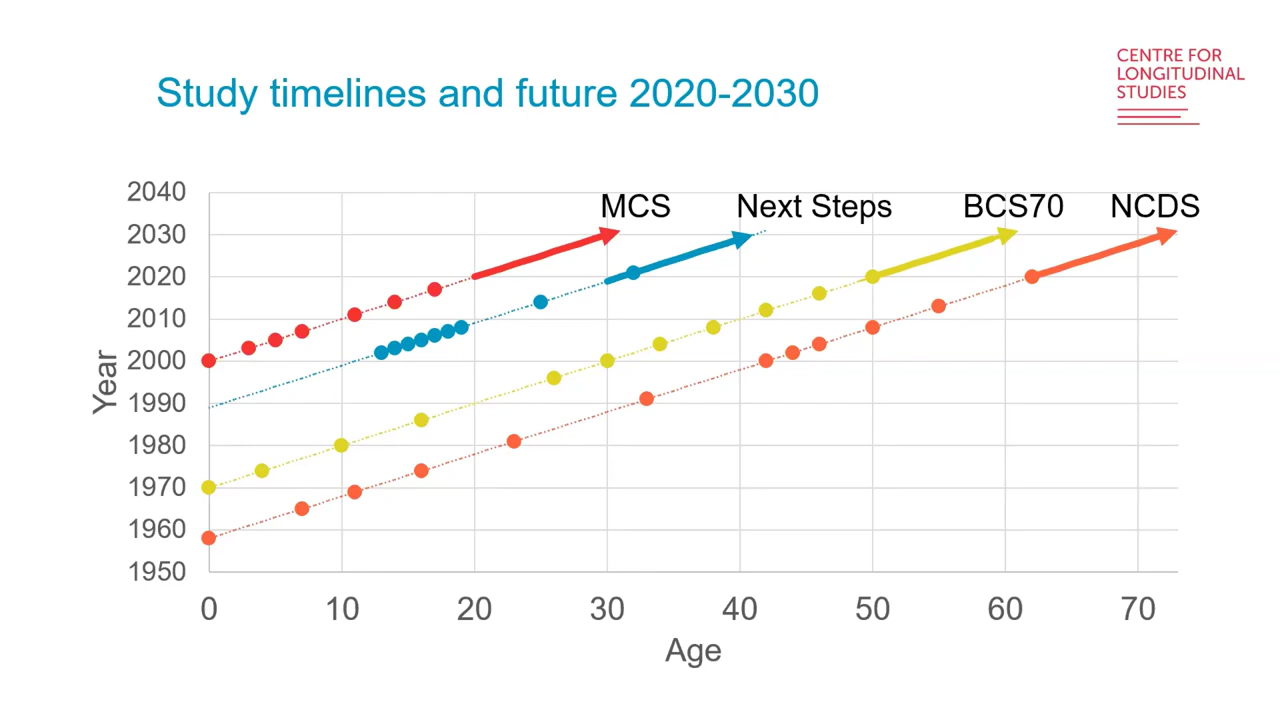 Study timelines and future 2020-2030
CENTRE FOR
LONGITUDINAL
STUDIES
MCS
Next Steps
BCS70
NCDS
2040
2030
2020
2010
2000
1990
1980
1970
1960
1950
Year
0 10 20 30 40 50 60 70
Age